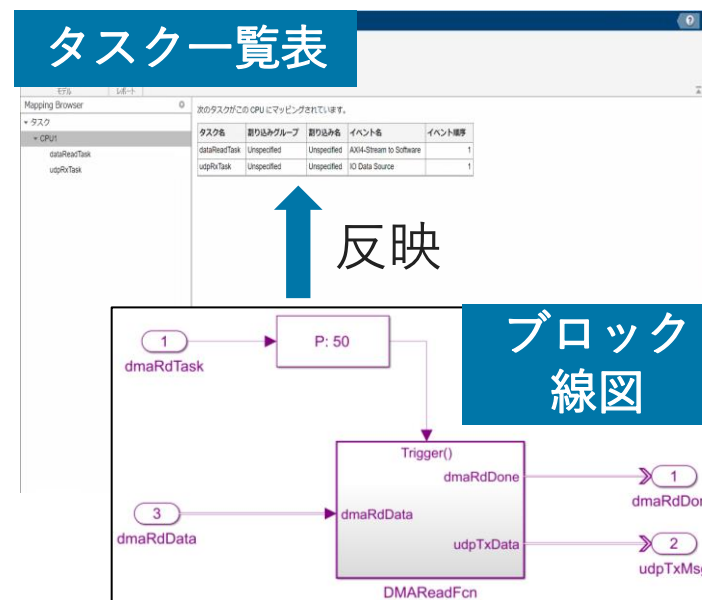 タスク一覧表
モデル レポート
Mapping Browser
次のタスクがこの CPU にマッピングされています。
タスク
CPU1
dataReadTask
udpRxTask
タスク名 割り込みグループ 割り込み名 イベント名 イベント順序
dataReadTask Unspecified Unspecified AXI4-Stream to Software 1
udpRxTask Unspecified Unspecified IO Data Source 1
反映
ブロック
線図
1
dmaRdTask
P: 50
Trigger()
dmaRdDone
1
dmaRdDon
3
dmaRdData
dmaRdData
udpTxData
2
udpTxMsg
DMAReadFcn